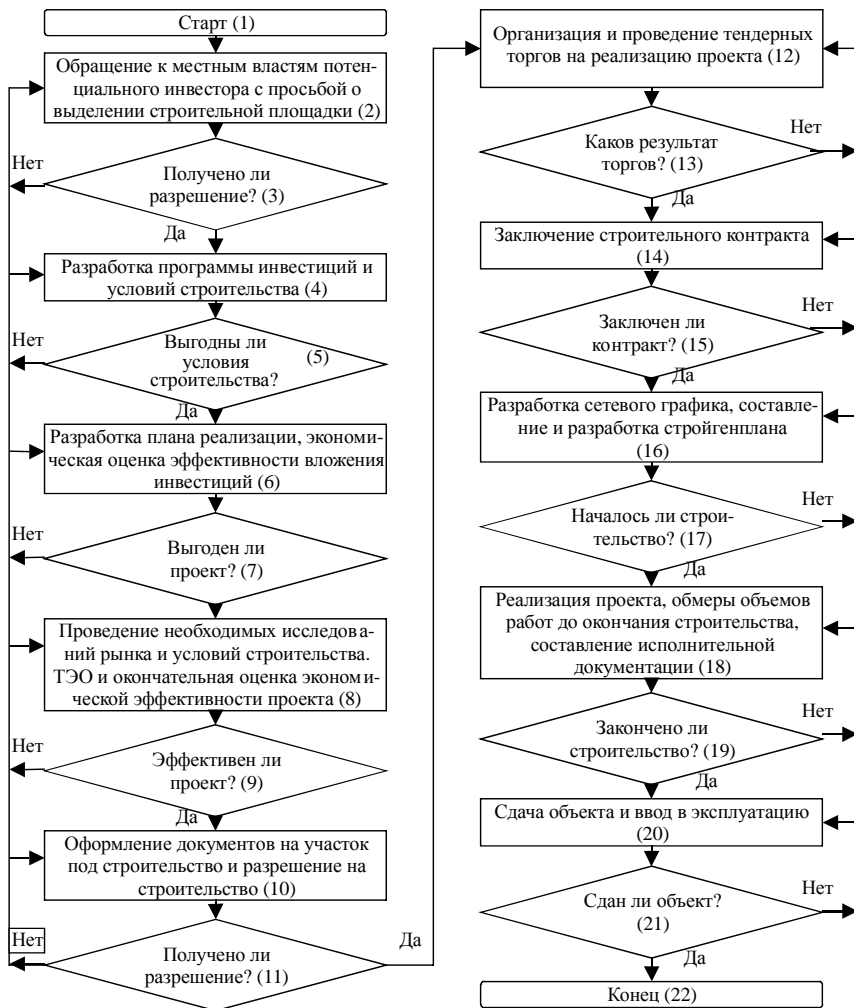 Старт (1)
Обращение к местным властям потен-
циального инвестора с просьбой о
выделении строительной площадки (2)
Нет
Получено ли
разрешение? (3)
Да
Разработка программы инвестиций и
условий строительства (4)
Нет
Выгодны ли
условия (5)
строительства?
Да
Разработка плана реализации, экономи-
ческая оценка эффективности вложения
инвестиций (6)
Нет
Выгоден ли
проект? (7)
Проведение необходимых исследова-
ний рынка и условий строительства.
ТЭО и окончательная оценка экономи-
ческой эффективности проекта (8)
Нет
Эффективен ли
проект? (9)
Да
Оформление документов на участок
под строительство и разрешение на
строительство (10)
Нет
Получено ли
разрешение? (11)
Да
Организация и проведение тендерных
торгов на реализацию проекта (12)
Нет
Каков результат
торгов? (13)
Да
Заключение строительного контракта
(14)
Нет
Заключен ли
контракт? (15)
Да
Разработка сетевого графика, составле-
ние и разработка стройгенплана
(16)
Нет
Началось ли строи-
тельство? (17)
Да
Реализация проекта, обмеры объемов
работ до окончания строительства,
составление исполнительной
документации (18)
Нет
Закончено ли
строительство? (19)
Да
Сдача объекта и ввод в эксплуатацию
(20)
Нет
Сдан ли объект?
(21)
Да
Конец (22)